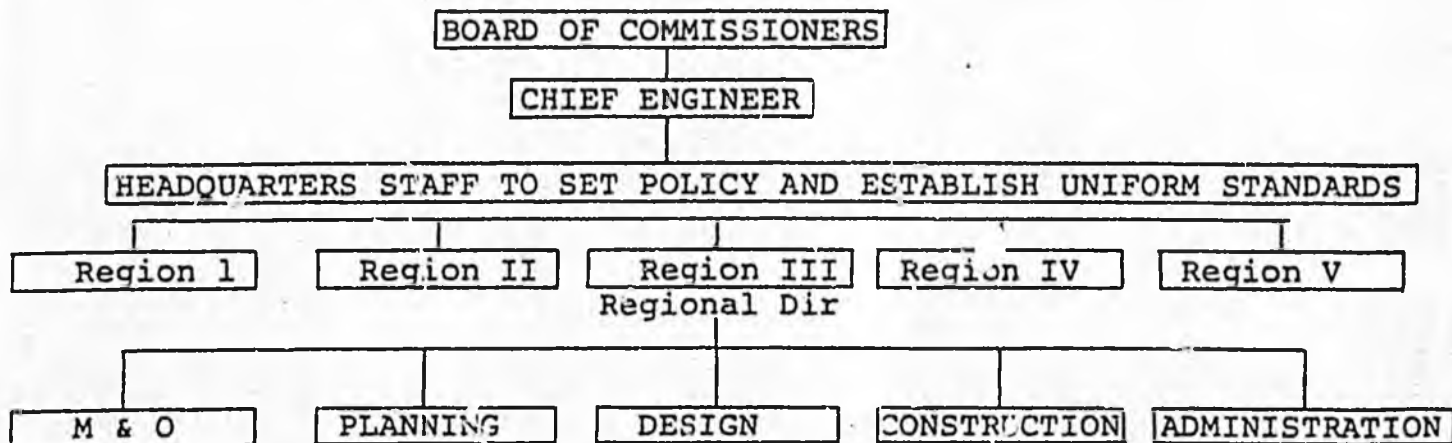 BOARD OF COMMISSIONERS
CHIEF ENGINEER
HEADQUARTERS STAFF TO SET POLICY AND ESTABLISH UNIFORM STANDARDS
Region l Region II Region III Region IV Region V
Regional Dir
M & O PLANNING DESIGN CONSTRUCTION ADMINISTRATION